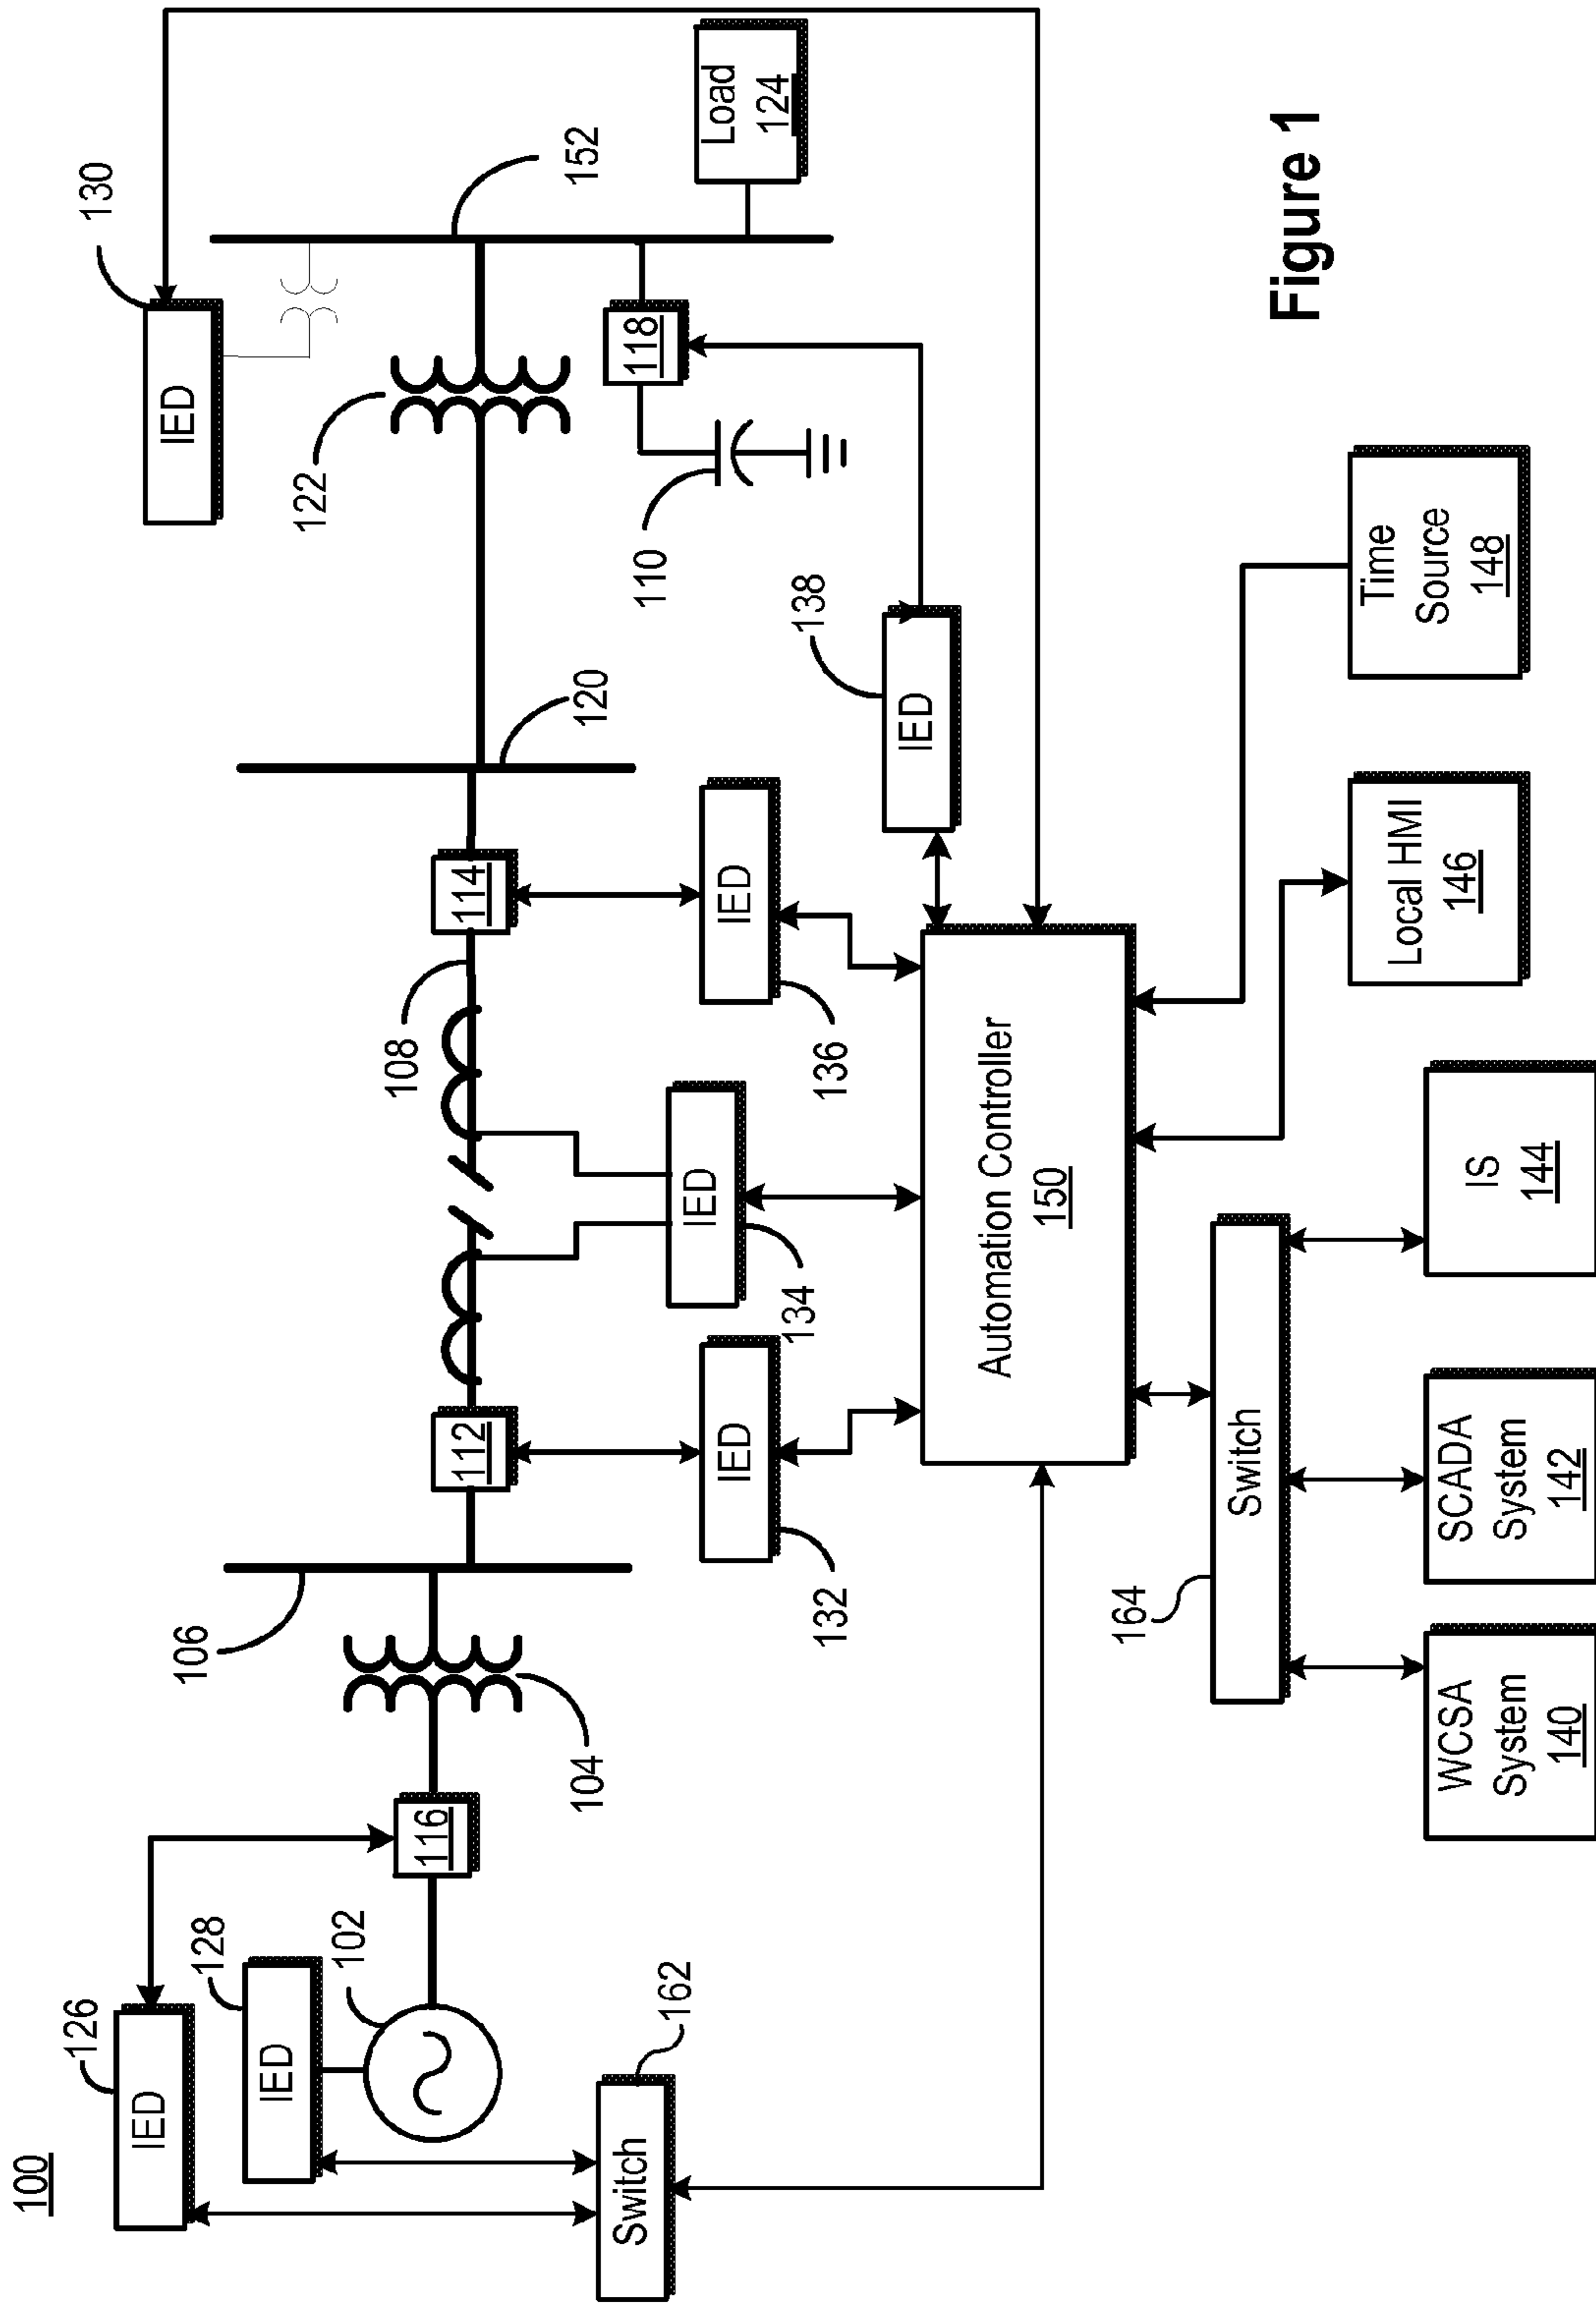 100
126
IED
128
IED
102
116
104
106
112
108
114
120
122
130
IED
152
118
110
Load
124
Switch
162
IED
132
IED
134
IED
136
IED
138
Automation Controller
150
164
Switch
WCSA
System
140
SCADA
System
142
IS
144
Local HMI
146
Time
Source
148
Figure 1